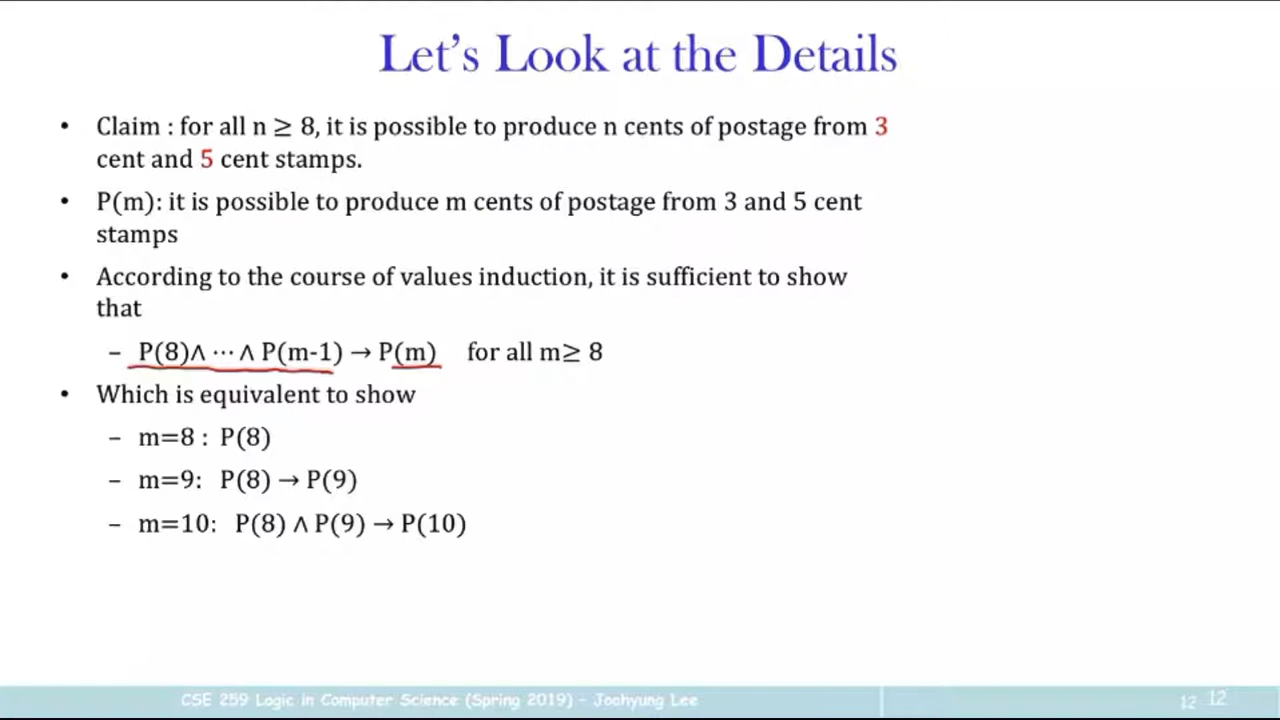 Let's Look at the Details
• Claim : for all n ≥ 8, it is possible to produce n cents of postage from 3
cent and 5 cent stamps.
• P(m): it is possible to produce m cents of postage from 3 and 5 cent
stamps
• According to the course of values induction, it is sufficient to show
that
– P(8)∧ ⋯ ∧ P(m-1) → P(m) for all m≥ 8
• Which is equivalent to show
– m=8 : P(8)
– m=9: P(8) → P(9)
– m=10: P(8) ∧ P(9) → P(10)
CSE 259 Logic in Computer Science (Spring 2019) – Joohyung Lee
12 12